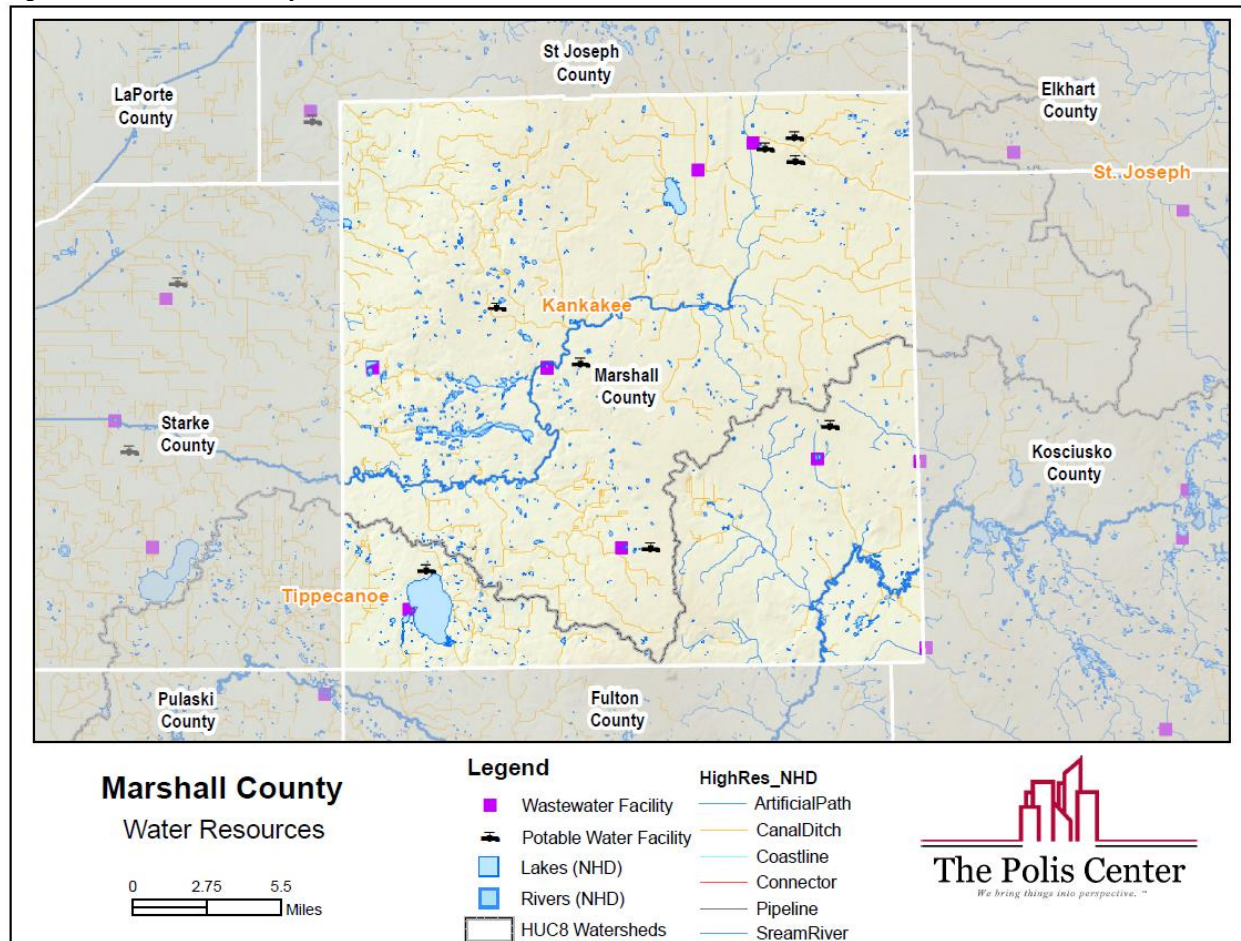 St Joseph
County
LaPorte
County
Elkhart
County
St. Joseph
Kankakee
Marshall
County
Starke
County
Kosciusko
County
Tippecanoe
Pulaski
County
Fulton
County
Marshall County
Water Resources
0 2.75 5.5
Miles
Legend
Wastewater Facility
Potable Water Facility
Lakes (NHD)
Rivers (NHD)
HUC8 Watersheds
HighRes_NHD
ArtificialPath
CanalDitch
Coastline
Connector
Pipeline
SreamRiver
The Polis Center
We bring things into perspective. ™